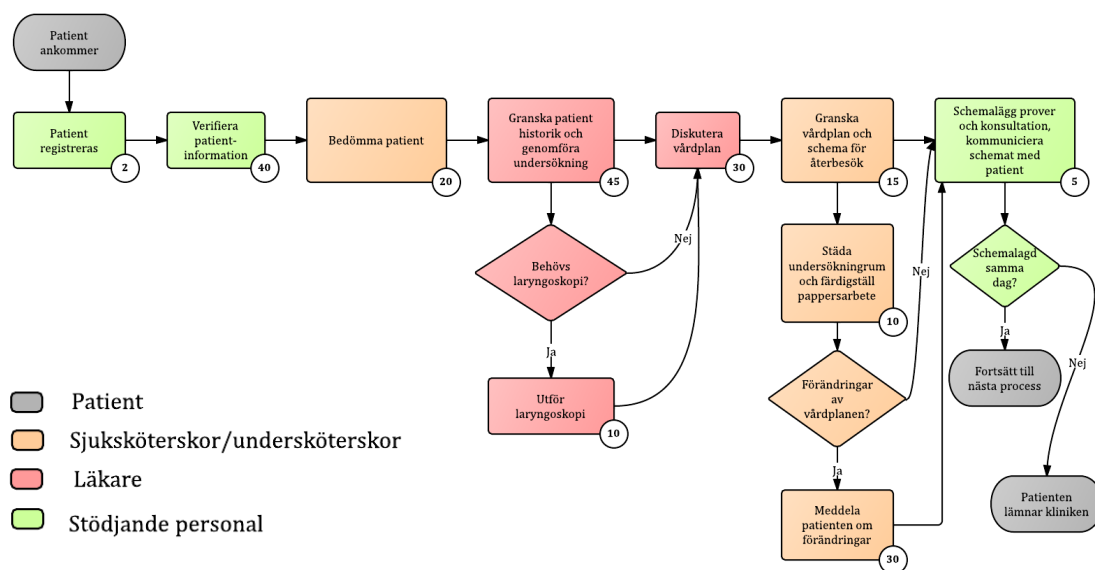 Patient
ankommer
Patient
registreras
2
Verifiera
patient-
information
40
Bedömma patient
20
Granska patient
historik och
genomföra
undersökning
45
Diskutera
vårdplan
30
Granska
vårdplan och
schema för
återbesök
15
Schemalägg prover
och konsultation,
kommuniciera
schemat med
patient
5
Behövs
laryngoskopi?
Nej
Ja
Utför
laryngoskopi
10
Städa
undersökningrum
och färdigställ
pappersarbete
10
Förändringar
av
vårdplanen?
Nej
Ja
Meddela
patienten om
förändringar
30
Schemalagd
samma
dag?
Ja
Nej
Fortsätt till
nästa process
Patienten
lämnar kliniken
Patient
Sjuksköterskor/undersköterskor
Läkare
Stödjande personal